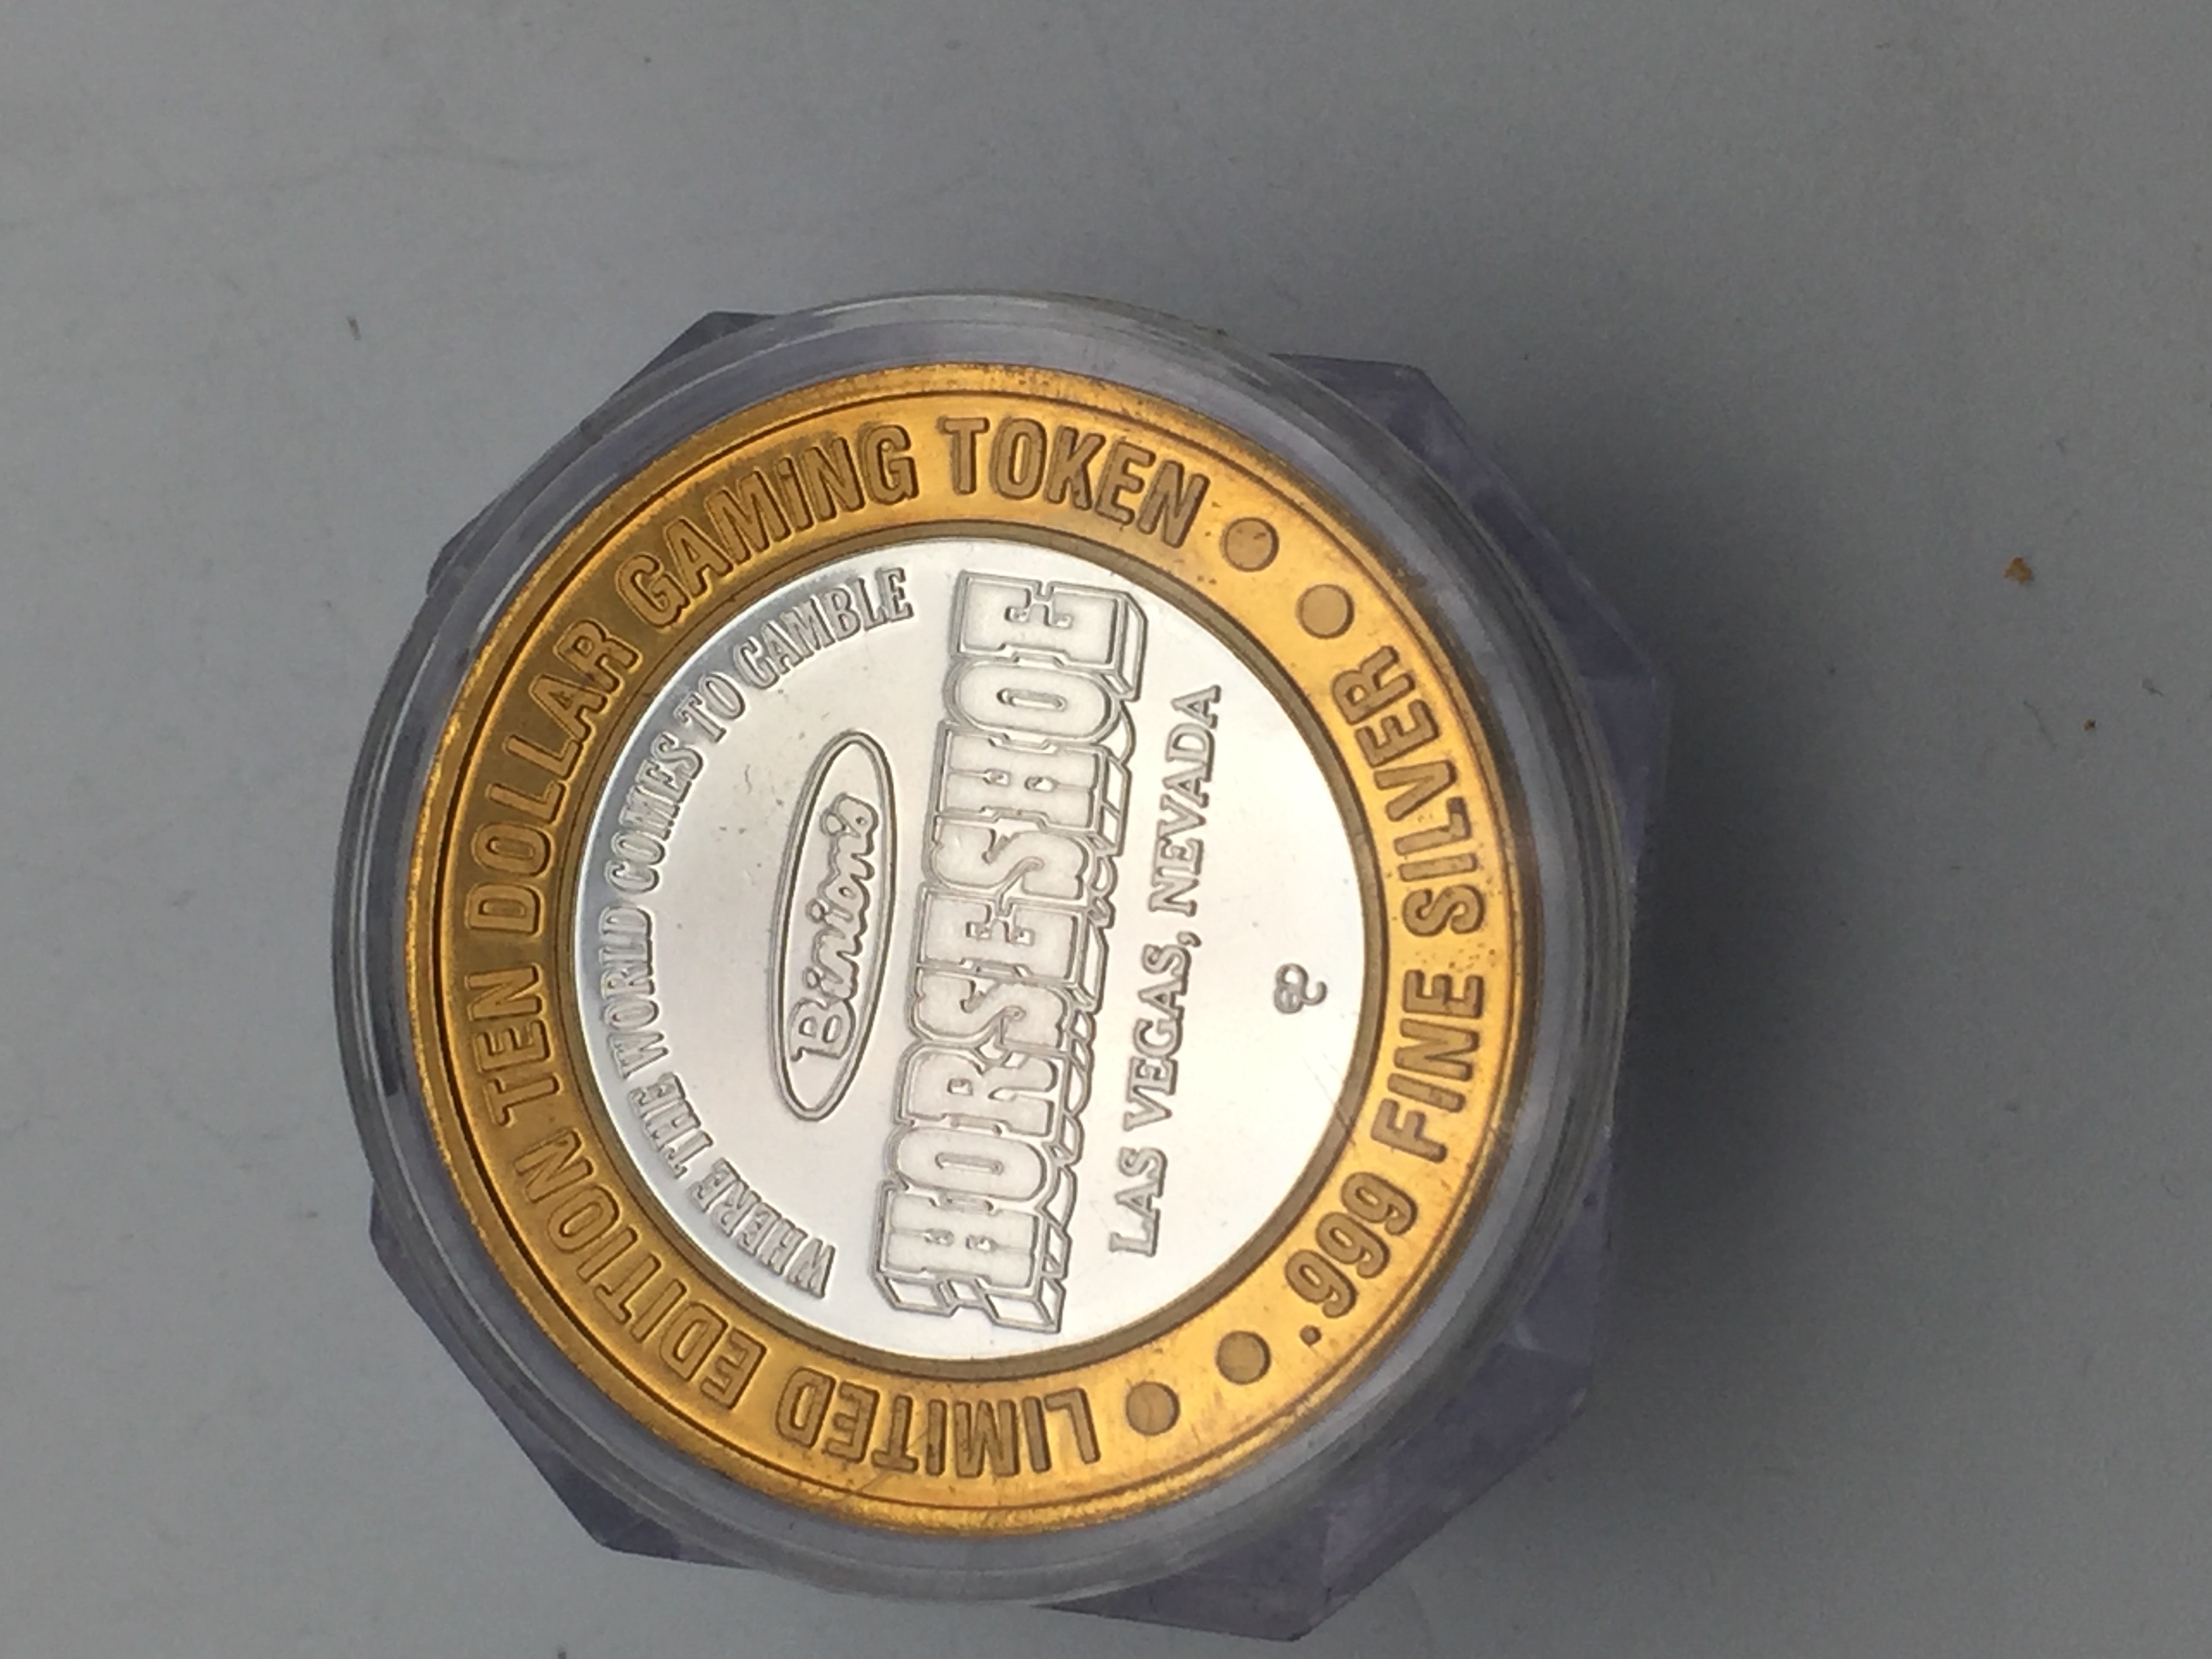 LIMITED EDITION TEN DOLLAR GAMING TOKEN
WHERE THE WORLD COMES TO GAMBLE
Binion's
HORSESHOE
LAS VEGAS, NEVADA
.999 FINE SILVER